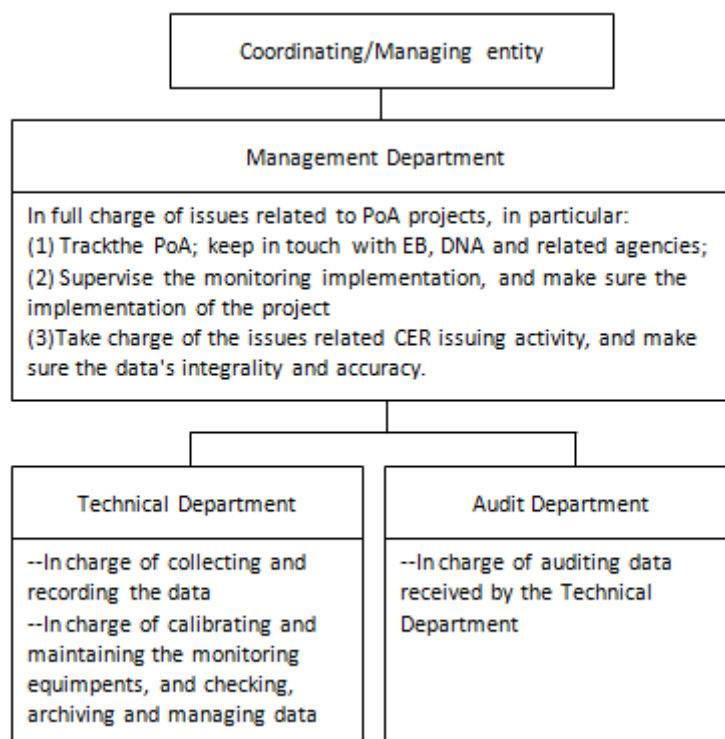 Coordinating/Managing entity
Management Department
In full charge of issues related to PoA projects, in particular:
(1) Trackthe PoA; keep in touch with EB, DNA and related agencies;
(2) Supervise the monitoring implementation, and make sure the
implementation of the project
(3)Take charge of the issues related CER issuing activity, and make
sure the data's integrality and accuracy.
Technical Department
--In charge of collecting and
recording the data
--In charge of calibrating and
maintaining the monitoring
equimpents, and checking,
archiving and managing data
Audit Department
--In charge of auditing data
received by the Technical
Department